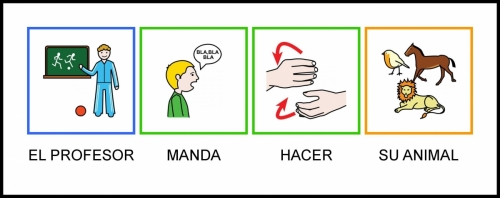 BLA,BLA
BLA
EL PROFESOR
MANDA
HACER
SU ANIMAL